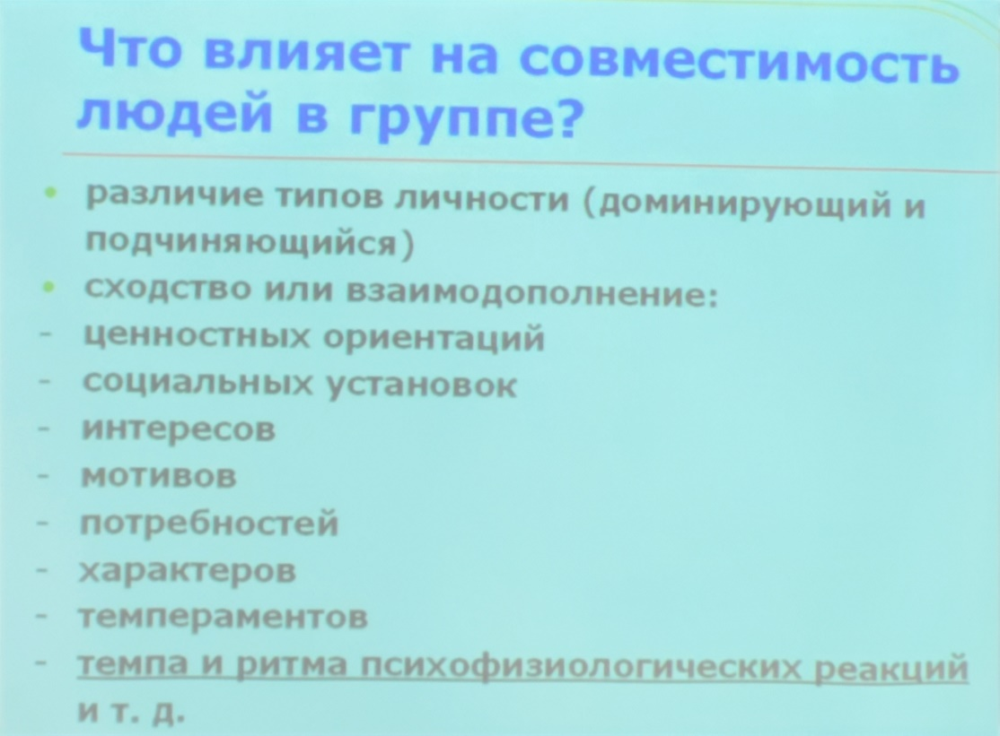 Что влияет на совместимость
людей в группе?
• различие типов личности (доминирующий и
подчиняющийся)
• сходство или взаимодополнение:
- ценностных ориентаций
- социальных установок
- интересов
- мотивов
- потребностей
- характеров
- темпераментов
- темпа и ритма психофизиологических реакций
и т. д.